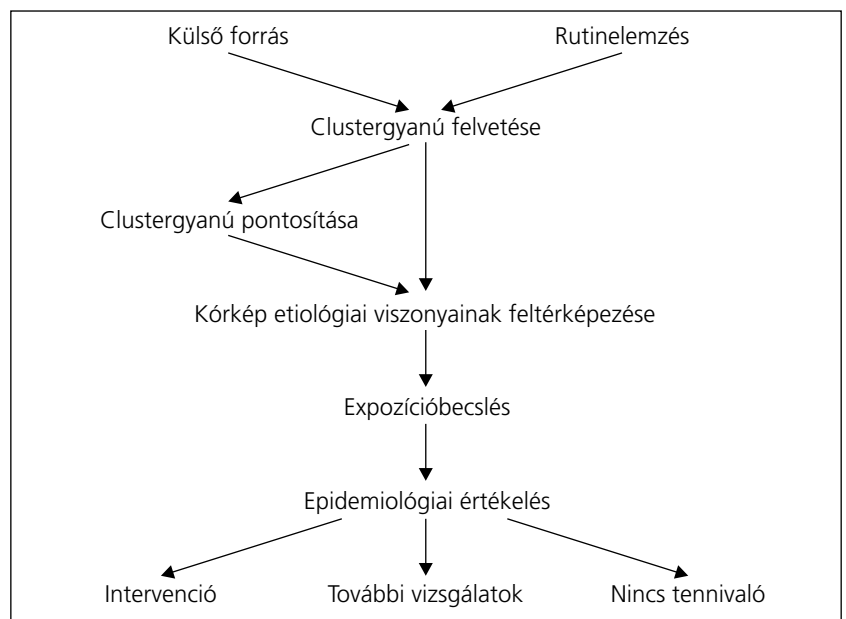 Külső forrás
Rutinelemzés
Clustergyanú felvetése
Clustergyanú pontosítása
Kórkép etiológiai viszonyainak feltérképezése
Expozícióbecslés
Epidemiológiai értékelés
Intervenció
További vizsgálatok
Nincs tennivaló